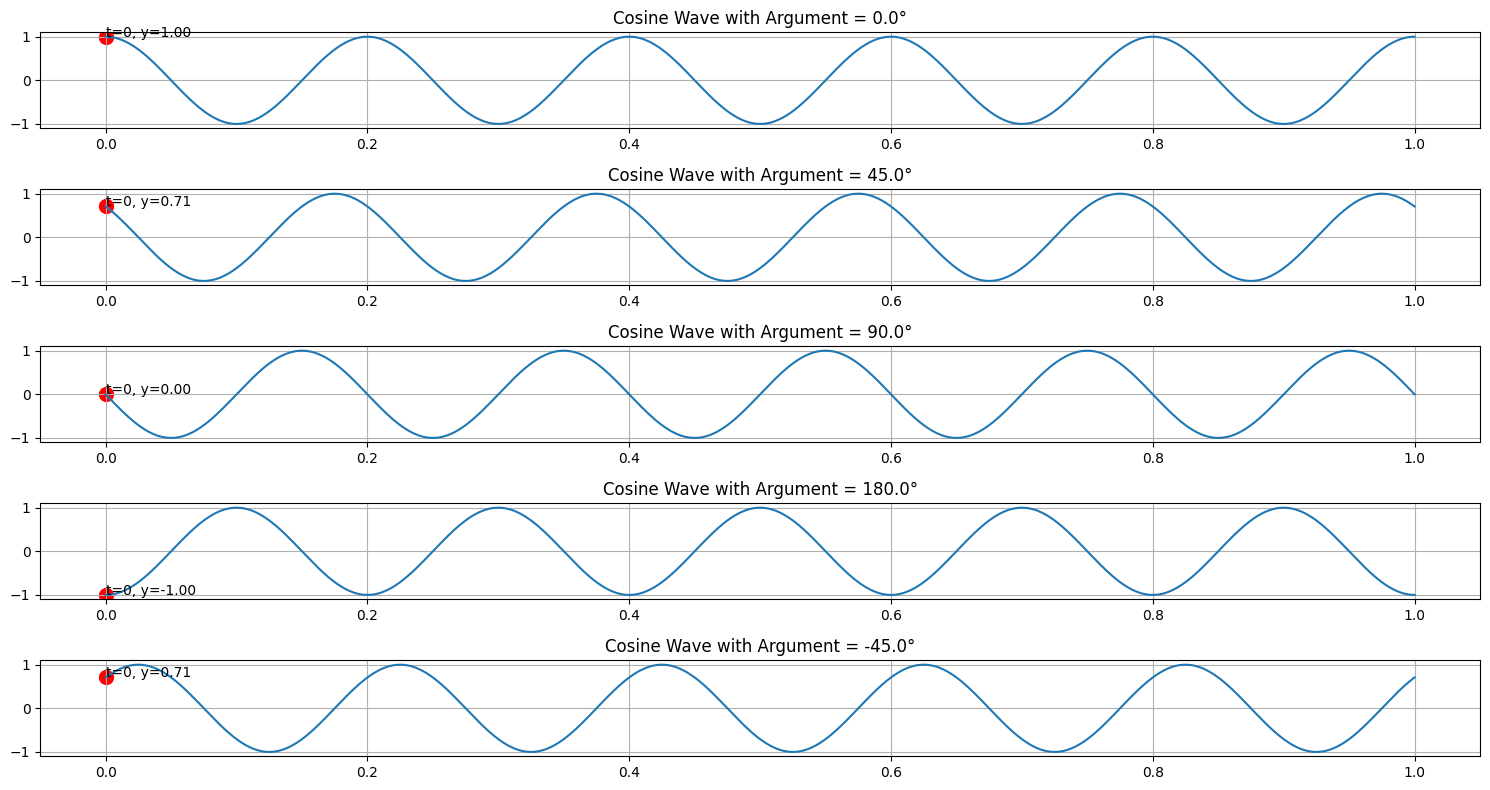 Cosine Wave with Argument = 0.0°
t=0, y=1.00
1
0
−1
0.0 0.2 0.4 0.6 0.8 1.0
Cosine Wave with Argument = 45.0°
1
t=0, y=0.71
0
−1
0.0 0.2 0.4 0.6 0.8 1.0
Cosine Wave with Argument = 90.0°
1
t=0, y=0.00
0
−1
0.0 0.2 0.4 0.6 0.8 1.0
Cosine Wave with Argument = 180.0°
1
0
t=0, y=-1.00
−1
0.0 0.2 0.4 0.6 0.8 1.0
Cosine Wave with Argument = -45.0°
1
t=0, y=0.71
0
−1
0.0 0.2 0.4 0.6 0.8 1.0